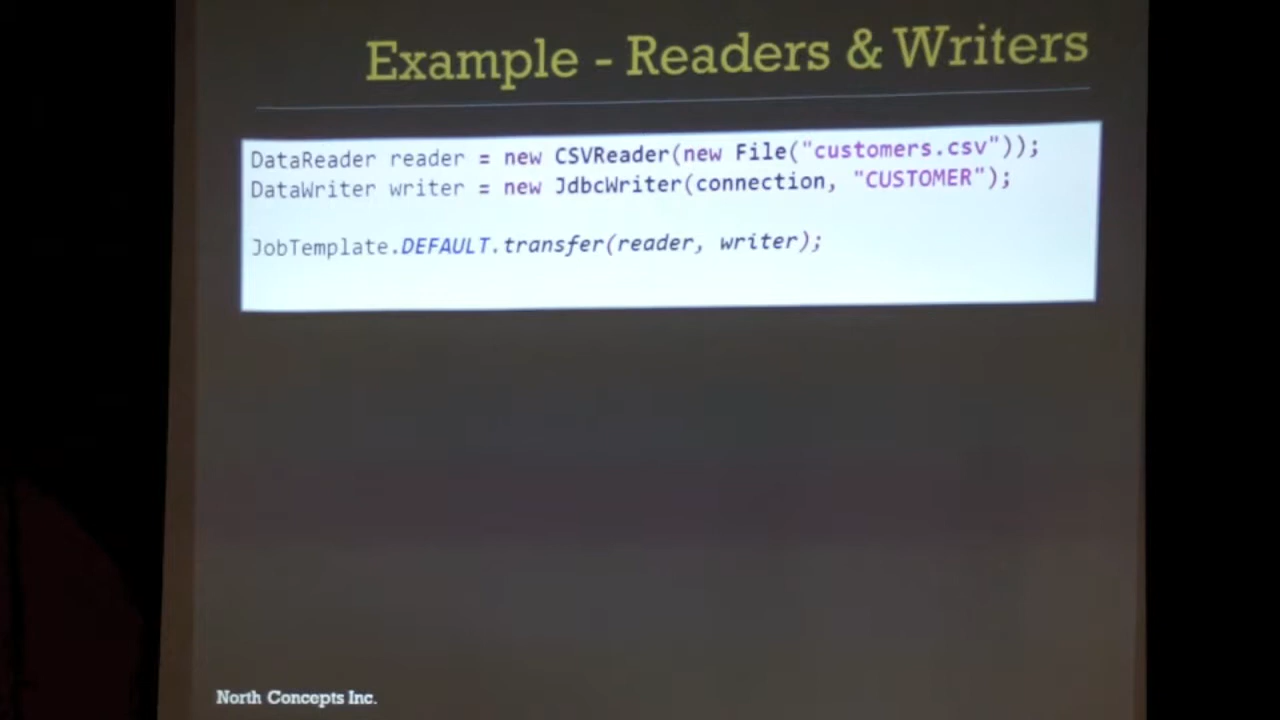 Example - Readers & Writers
DataReader reader = new CSVReader(new File("customers.csv"));
DataWriter writer = new JdbcWriter(connection, "CUSTOMER");
JobTemplate.DEFAULT.transfer(reader, writer);
North Concepts Inc.